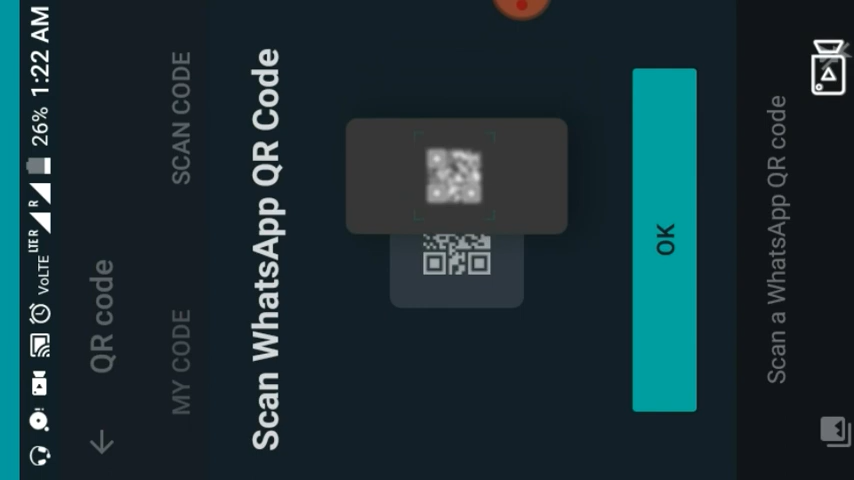 VoLTE LTE R 26% 1:22 AM
QR code
MY CODE SCAN CODE
Scan WhatsApp QR Code
OK
Scan a WhatsApp QR code